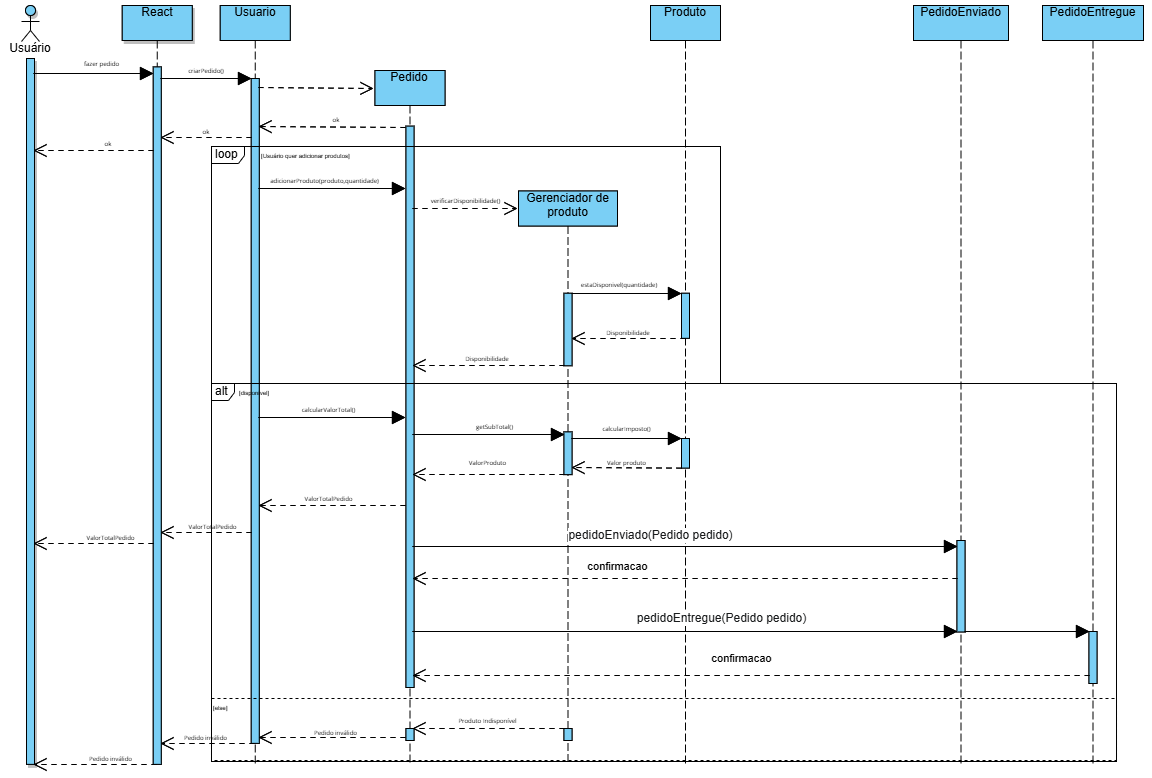 React
Usuario
Produto
PedidoEnviado
PedidoEntregue
Usuário
fazer pedido
criarPedido()
Pedido
ok
ok
ok
loop
[Usuário quer adicionar produtos]
adicionarProduto(produto,quantidade)
verificarDisponibilidade()
Gerenciador de
produto
estaDisponivel(quantidade)
Disponibilidade
Disponibilidade
alt
[disponivel]
calcularValorTotal()
getSubTotal()
calcularImposto()
ValorProduto
Valor produto
ValorTotalPedido
ValorTotalPedido
ValorTotalPedido
pedidoEnviado(Pedido pedido)
confirmacao
pedidoEntregue(Pedido pedido)
confirmacao
Produto Indisponível
Pedido inválido
Pedido inválido
Pedido inválido